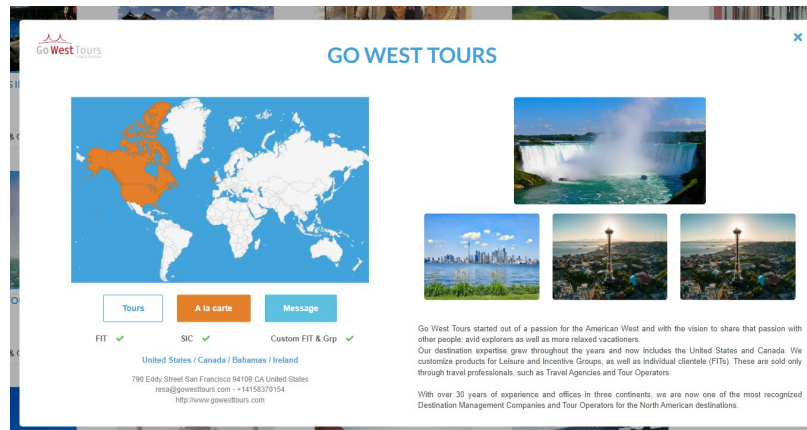 Go West Tours
GO WEST TOURS
×
Tours
A la carte
Message
FIT ✓
SIC ✓
Custom FIT & Grp ✓
United States / Canada / Bahamas / Ireland
790 Eddy Street San Francisco 94109 CA United States
resa@gowesttours.com - +14158370154
http://www.gowesttours.com
Go West Tours started out of a passion for the American West and with the vision to share that passion with
other people: avid explorers as well as more relaxed vacationers.
Our destination expertise grew throughout the years and now includes the United States and Canada. We
customize products for Leisure and Incentive Groups, as well as individual clientele (FITs). These are sold only
through travel professionals, such as Travel Agencies and Tour Operators.
With over 30 years of experience and offices in three continents, we are now one of the most recognized
Destination Management Companies and Tour Operators for the North American destinations.